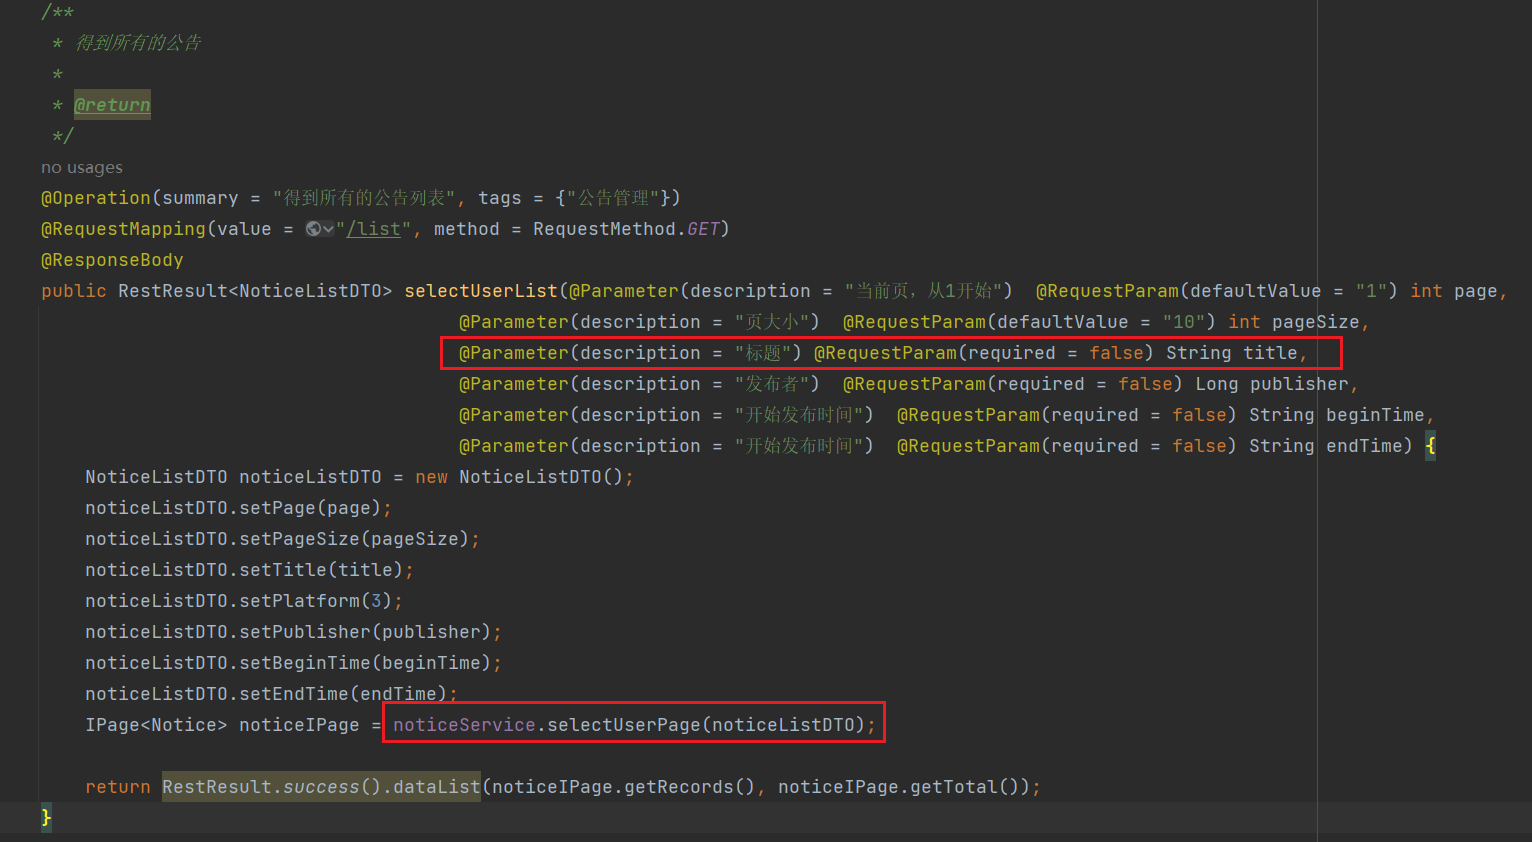 /**
* 得到所有的公告
*
* @return
*/
no usages
@Operation(summary = "得到所有的公告列表", tags = {"公告管理"})
@RequestMapping(value = "/list", method = RequestMethod.GET)
@ResponseBody
public RestResult<NoticeListDTO> selectUserList(@Parameter(description = "当前页，从1开始") @RequestParam(defaultValue = "1") int page,
@Parameter(description = "页大小") @RequestParam(defaultValue = "10") int pageSize,
@Parameter(description = "标题") @RequestParam(required = false) String title,
@Parameter(description = "发布者") @RequestParam(required = false) Long publisher,
@Parameter(description = "开始发布时间") @RequestParam(required = false) String beginTime,
@Parameter(description = "开始发布时间") @RequestParam(required = false) String endTime) {
NoticeListDTO noticeListDTO = new NoticeListDTO();
noticeListDTO.setPage(page);
noticeListDTO.setPageSize(pageSize);
noticeListDTO.setTitle(title);
noticeListDTO.setPlatform(3);
noticeListDTO.setPublisher(publisher);
noticeListDTO.setBeginTime(beginTime);
noticeListDTO.setEndTime(endTime);
IPage<Notice> noticeIPage = noticeService.selectUserPage(noticeListDTO);
return RestResult.success().dataList(noticeIPage.getRecords(), noticeIPage.getTotal());
}